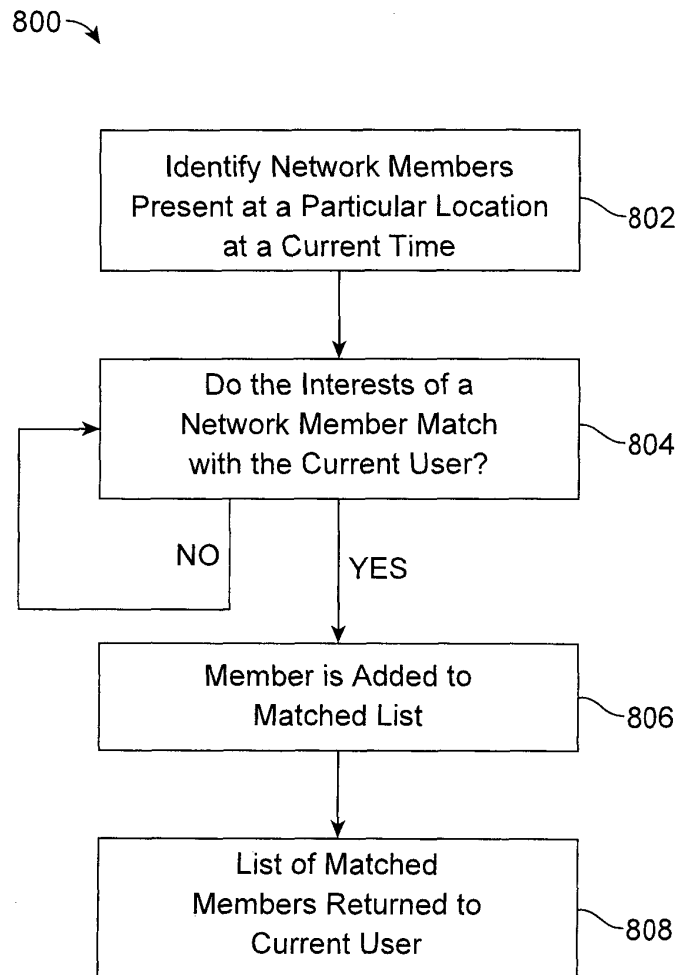 800
Identify Network Members
Present at a Particular Location
at a Current Time
802
Do the Interests of a
Network Member Match
with the Current User?
804
NO
YES
Member is Added to
Matched List
806
List of Matched
Members Returned to
Current User
808